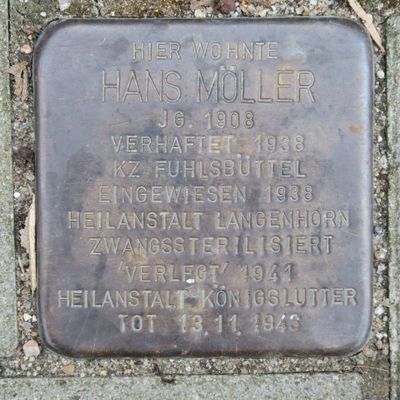 HIER WOHNTE
HANS MÖLLER
JG. 1908
VERHAFTET 1938
KZ FUHLSBÜTTEL
EINGEWIESEN 1938
HEILANSTALT LANGENHORN
ZWANGSSTERILISIERT
'VERLEGT' 1941
HEILANSTALT KÖNIGSLUTTER
TOT 13.11.1943